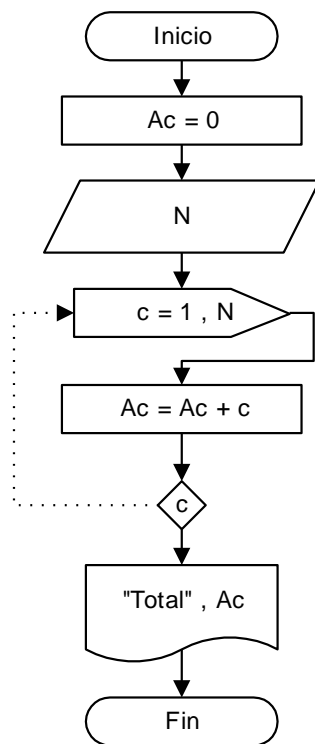 Inicio
Ac = 0
N
c = 1 , N
Ac = Ac + c
c
"Total" , Ac
Fin